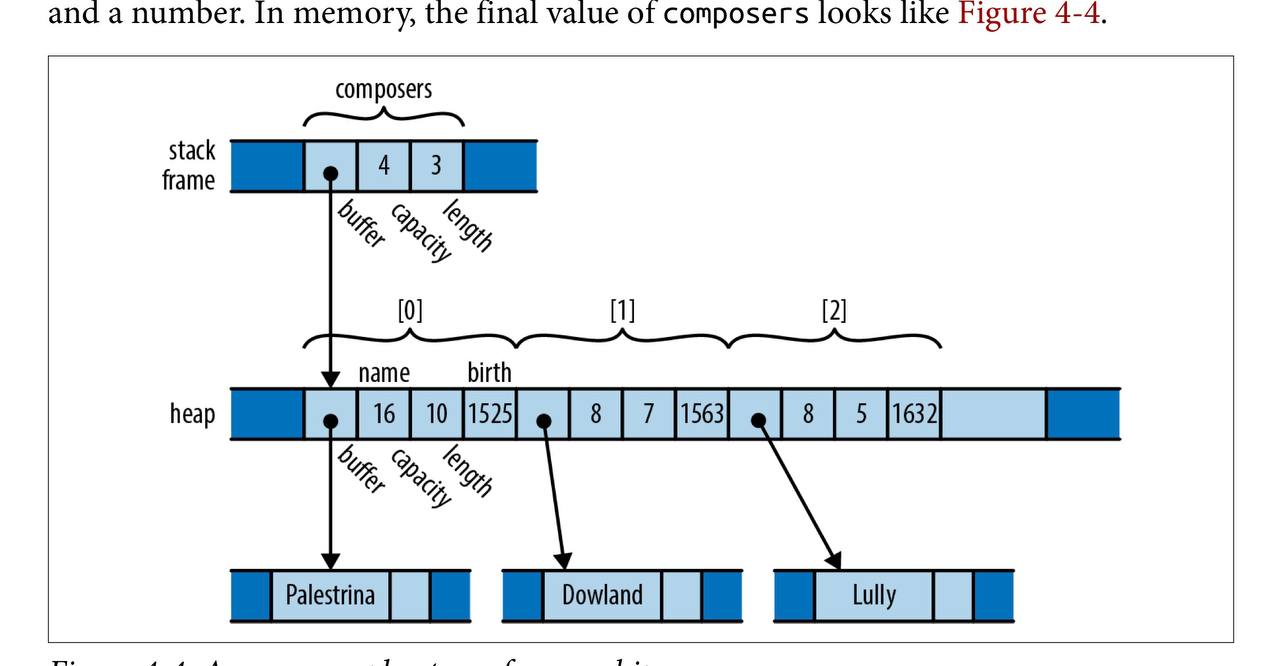 and a number. In memory, the final value of composers looks like Figure 4-4.
composers
stack
frame
4
3
buffer
capacity
length
[0]
[1]
[2]
name
birth
heap
16
10
1525
8
7
1563
8
5
1632
buffer
capacity
length
Palestrina
Dowland
Lully